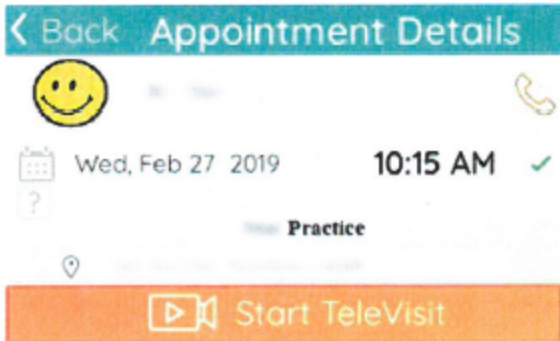 Back Appointment Details
Wed, Feb 27 2019 10:15 AM
?
Practice
Start TeleVisit